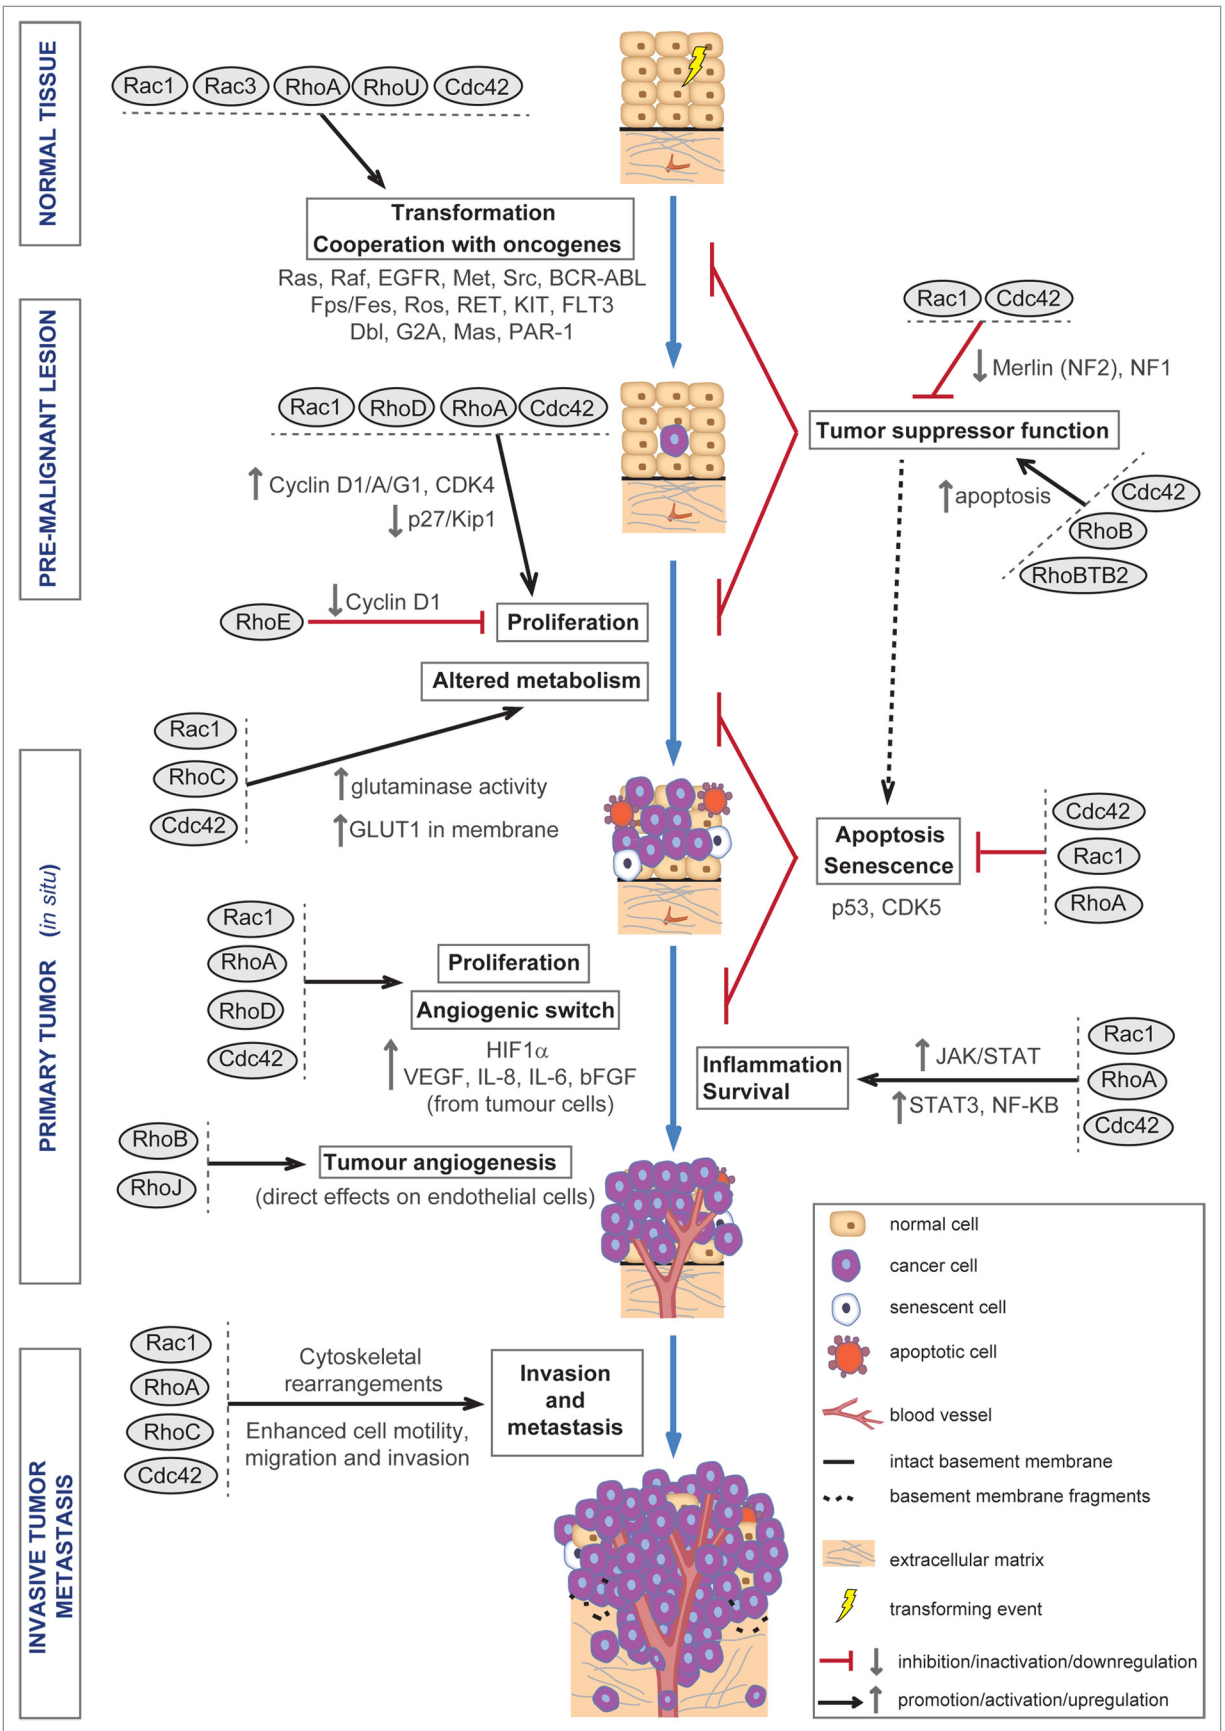 NORMAL TISSUE
Rac1 Rac3 RhoA RhoU Cdc42
Transformation
Cooperation with oncogenes
Ras, Raf, EGFR, Met, Src, BCR-ABL
Fps/Fes, Ros, RET, KIT, FLT3
Dbl, G2A, Mas, PAR-1
PRE-MALIGNANT LESION
Rac1 Cdc42
Merlin (NF2), NF1
Tumor suppressor function
apoptosis
Cdc42
RhoB
RhoBTB2
Rac1 RhoD RhoA Cdc42
Cyclin D1/A/G1, CDK4
p27/Kip1
RhoE
Cyclin D1
Proliferation
Altered metabolism
Rac1
RhoC
Cdc42
glutaminase activity
GLUT1 in membrane
PRIMARY TUMOR (in situ)
Apoptosis
Senescence
p53, CDK5
Cdc42
Rac1
RhoA
Rac1
RhoA
RhoD
Cdc42
Proliferation
Angiogenic switch
HIF1α
VEGF, IL-8, IL-6, bFGF
(from tumour cells)
Inflammation
Survival
JAK/STAT
STAT3, NF-KB
Rac1
RhoA
Cdc42
RhoB
RhoJ
Tumour angiogenesis
(direct effects on endothelial cells)
INVASIVE TUMOR
METASTASIS
Rac1
RhoA
RhoC
Cdc42
Cytoskeletal
rearrangements
Enhanced cell motility,
migration and invasion
Invasion
and
metastasis
normal cell
cancer cell
senescent cell
apoptotic cell
blood vessel
intact basement membrane
basement membrane fragments
extracellular matrix
transforming event
inhibition/inactivation/downregulation
promotion/activation/upregulation